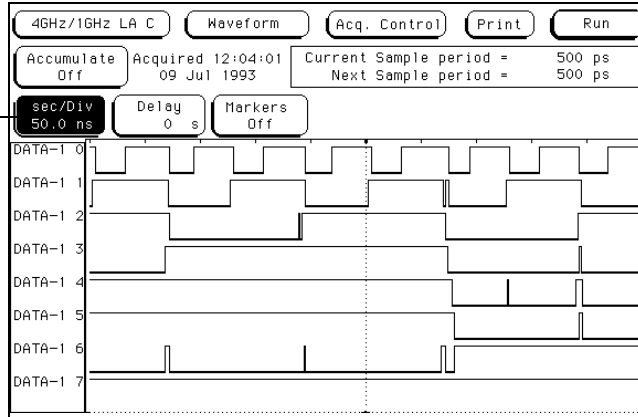 4GHz/1GHz LA C Waveform Acq. Control Print Run
Accumulate Off
Acquired 12:04:01
09 Jul 1993
Current Sample period = 500 ps
Next Sample period = 500 ps
sec/Div 50.0 ns
Delay 0 s
Markers Off
DATA-1 0
DATA-1 1
DATA-1 2
DATA-1 3
DATA-1 4
DATA-1 5
DATA-1 6
DATA-1 7